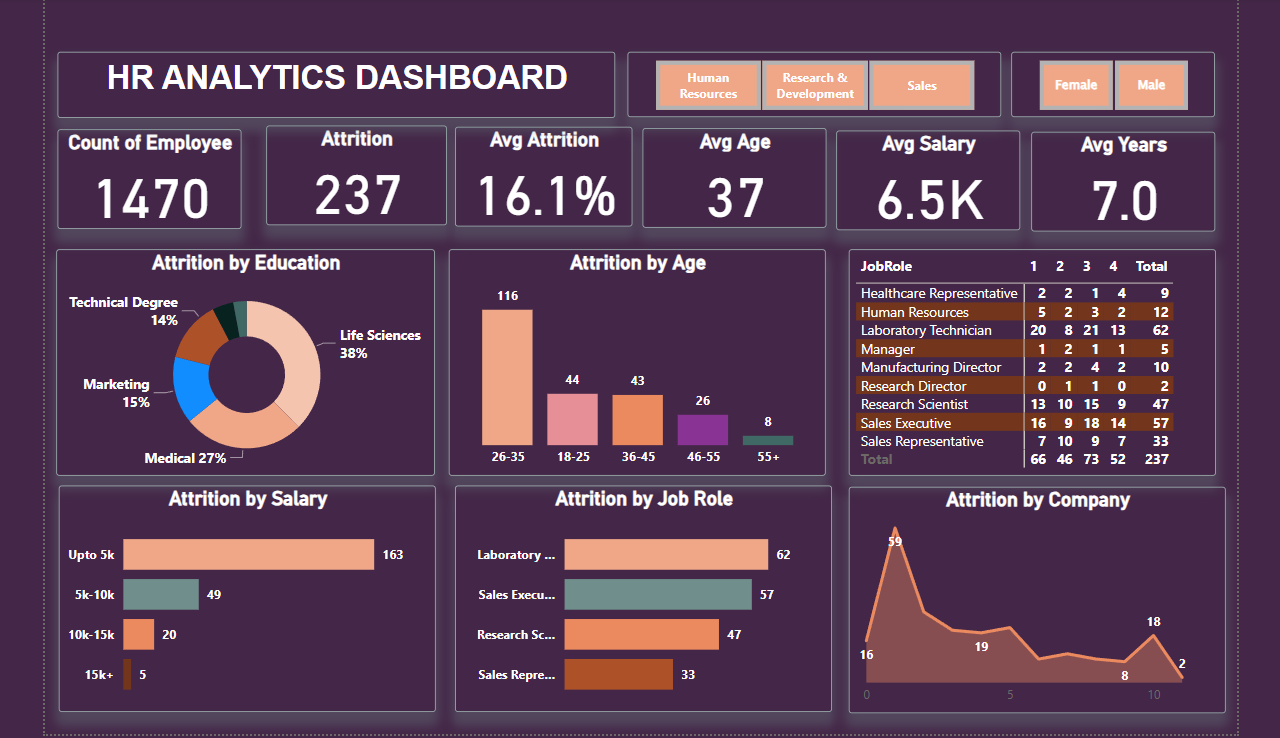 HR ANALYTICS DASHBOARD
Human
Resources
Research &
Development
Sales
Female
Male
Count of Employee
1470
Attrition
237
Avg Attrition
16.1%
Avg Age
37
Avg Salary
6.5K
Avg Years
7.0
Attrition by Education
Technical Degree
14%
Life Sciences
38%
Marketing
15%
Medical 27%
Attrition by Age
116
44
43
26
8
26-35 18-25 36-45 46-55 55+
JobRole 1 2 3 4 Total
Healthcare Representative 2 2 1 4 9
Human Resources 5 2 3 2 12
Laboratory Technician 20 8 21 13 62
Manager 1 2 1 1 5
Manufacturing Director 2 2 4 2 10
Research Director 0 1 1 0 2
Research Scientist 13 10 15 9 47
Sales Executive 16 9 18 14 57
Sales Representative 7 10 9 7 33
Total 66 46 73 52 237
Attrition by Salary
Upto 5k 163
5k-10k 49
10k-15k 20
15k+ 5
Attrition by Job Role
Laboratory ... 62
Sales Execu... 57
Research Sc... 47
Sales Repre... 33
Attrition by Company
59
16
19
18
8
2
0 5 10